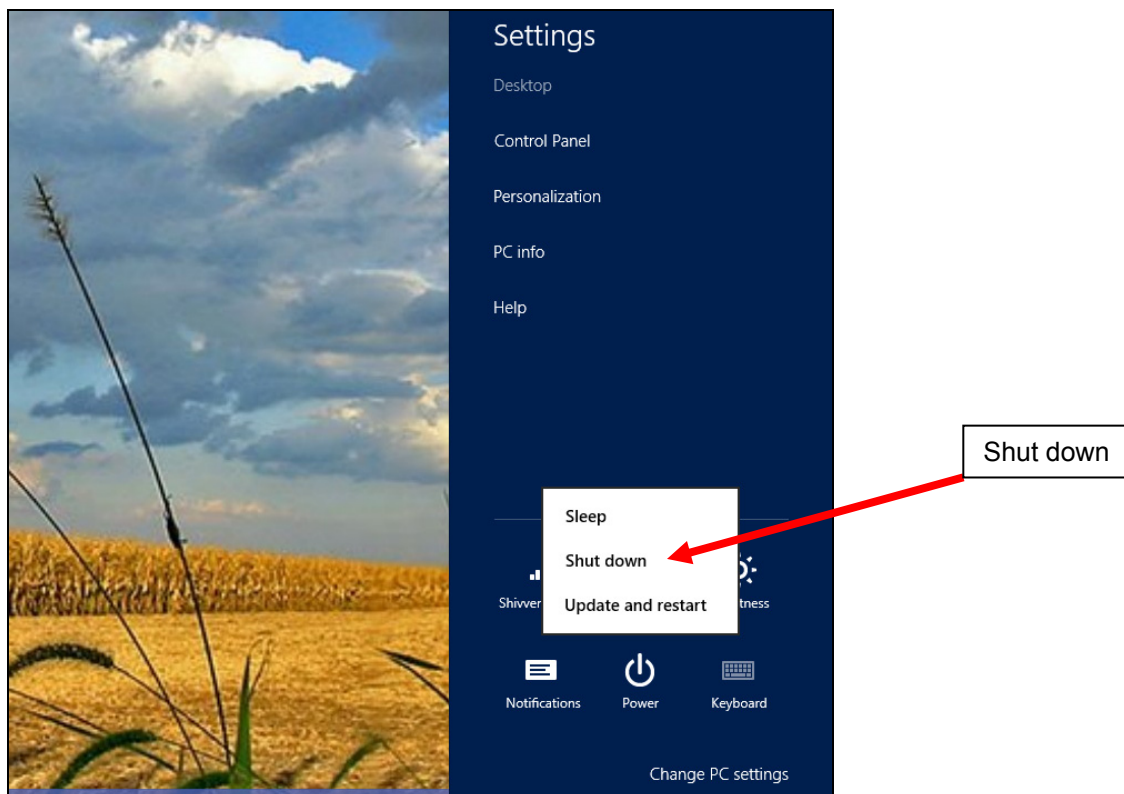 Settings
Desktop
Control Panel
Personalization
PC info
Help
Shut down
Sleep
Shut down
Update and restart
Shivver
tness
Notifications
Power
Keyboard
Change PC settings